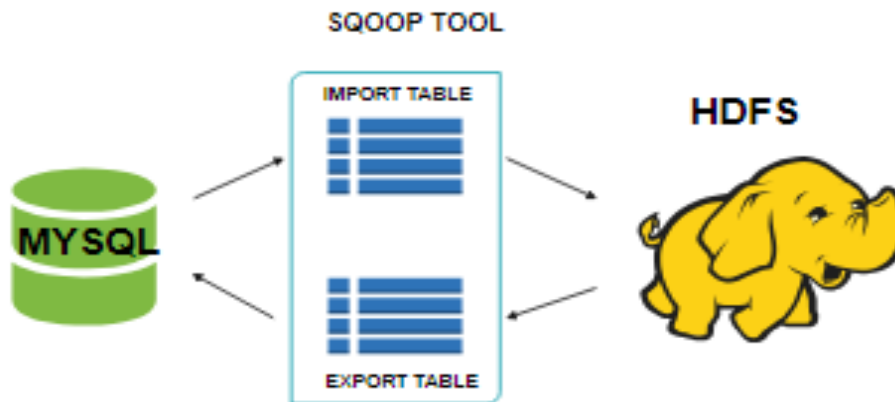 SQOOP TOOL
IMPORT TABLE
HDFS
MYSQL
EXPORT TABLE